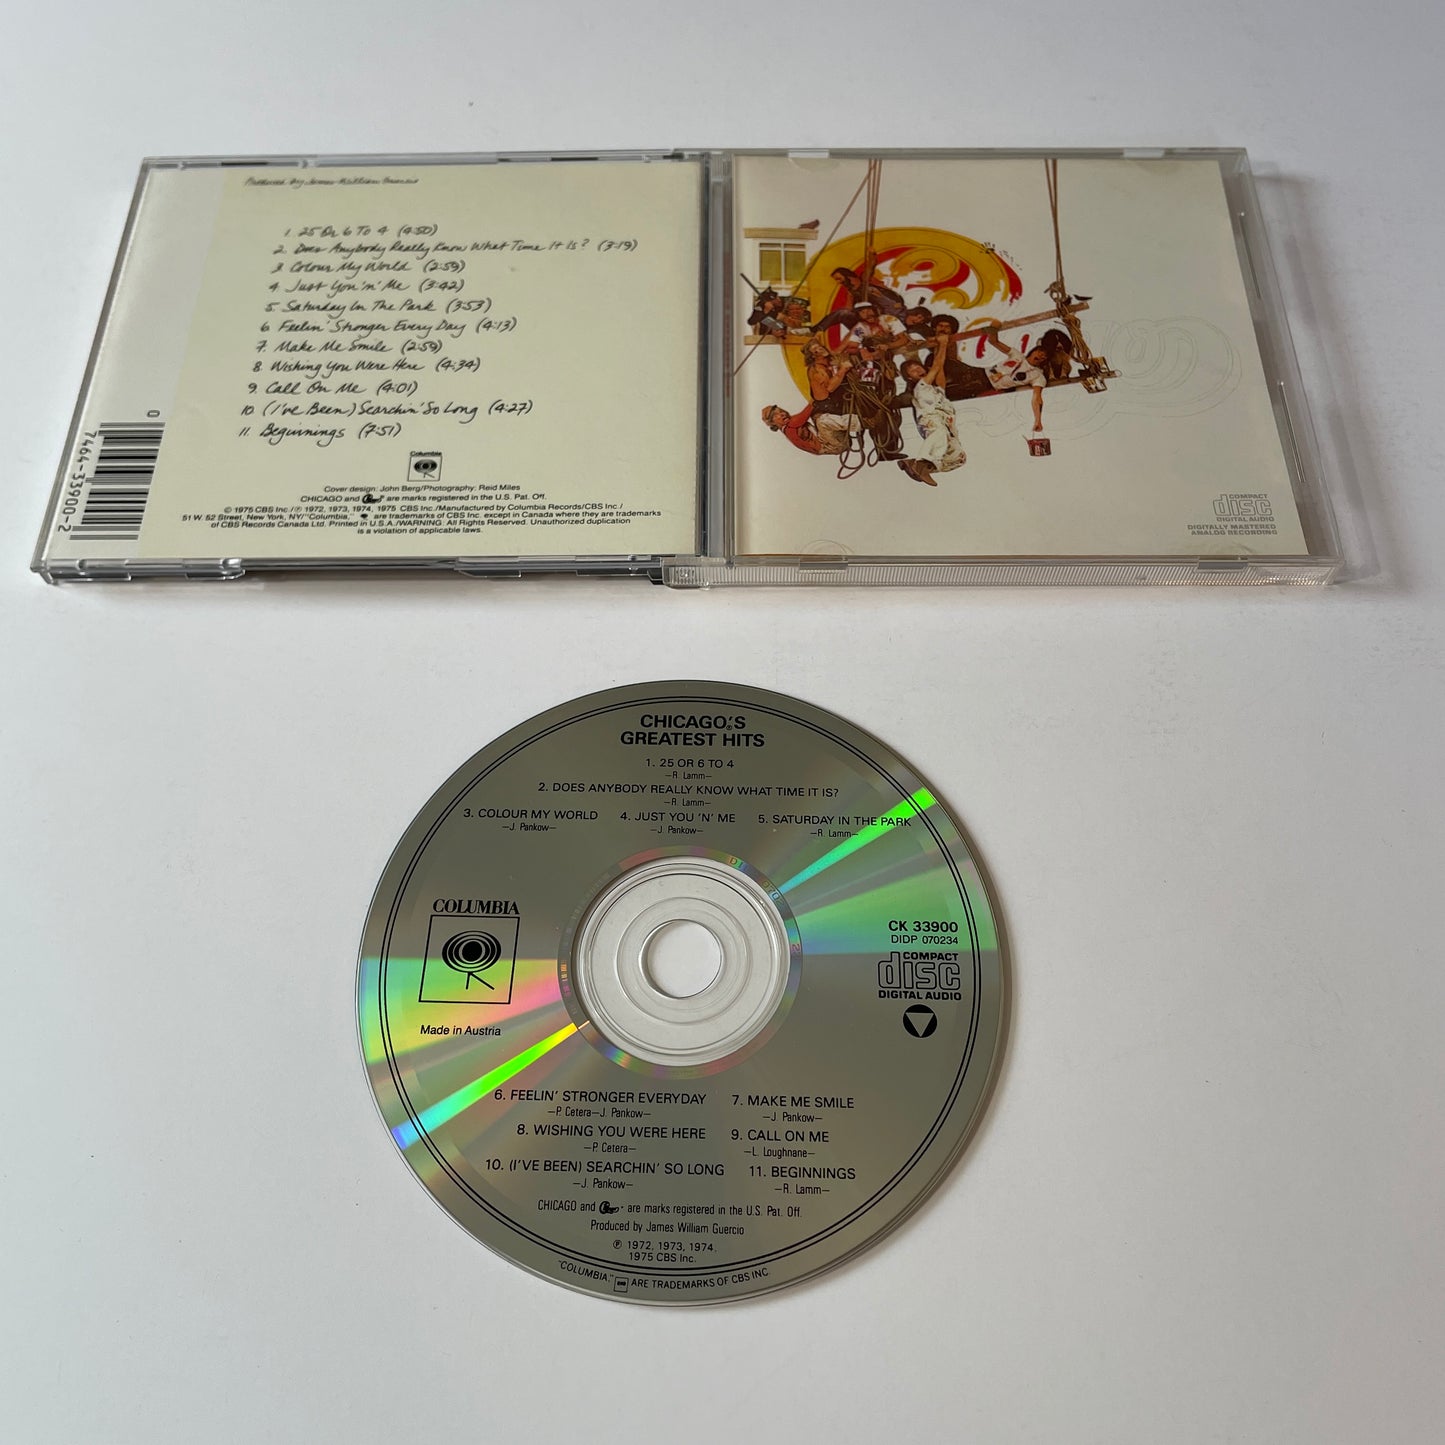 Produced By James William Guercio
1. 25 Or 6 To 4 (4:50)
2. Does Anybody Really Know What Time It Is? (3:19)
3. Colour My World (2:59)
4. Just You 'n' Me (3:42)
5. Saturday In The Park (3:53)
6. Feelin' Stronger Every Day (4:13)
7. Make Me Smile (2:59)
8. Wishing You Were Here (4:34)
9. Call On Me (4:01)
10. (I've Been) Searchin' So Long (4:27)
11. Beginnings (7:51)
Columbia
Cover design: John Berg/Photography: Reid Miles
CHICAGO and Chicago® are marks registered in the U.S. Pat. Off.
© 1975 CBS Inc./℗ 1972, 1973, 1974, 1975 CBS Inc./Manufactured by Columbia Records/CBS Inc./
51 W. 52 Street, New York, NY/"Columbia," are trademarks of CBS Inc. except in Canada where they are trademarks
of CBS Records Canada Ltd. Printed in U.S.A./WARNING: All Rights Reserved. Unauthorized duplication
is a violation of applicable laws.
0
7464-33900-2
COMPACT
disc
DIGITAL AUDIO
DIGITALLY MASTERED
ANALOG RECORDING
CHICAGO®'S
GREATEST HITS
1. 25 OR 6 TO 4
—R. Lamm—
2. DOES ANYBODY REALLY KNOW WHAT TIME IT IS?
—R. Lamm—
3. COLOUR MY WORLD 4. JUST YOU 'N' ME 5. SATURDAY IN THE PARK
—J. Pankow— —J. Pankow— —R. Lamm—
COLUMBIA
Made in Austria
CK 33900
DIDP 070234
COMPACT
disc
DIGITAL AUDIO
6. FEELIN' STRONGER EVERYDAY 7. MAKE ME SMILE
—P. Cetera—J. Pankow— —J. Pankow—
8. WISHING YOU WERE HERE 9. CALL ON ME
—P. Cetera— —L. Loughnane—
10. (I'VE BEEN) SEARCHIN' SO LONG 11. BEGINNINGS
—J. Pankow— —R. Lamm—
CHICAGO and Chicago® are marks registered in the U.S. Pat. Off.
Produced by James William Guercio
℗ 1972, 1973, 1974,
1975 CBS Inc.
"COLUMBIA," ARE TRADEMARKS OF CBS INC.